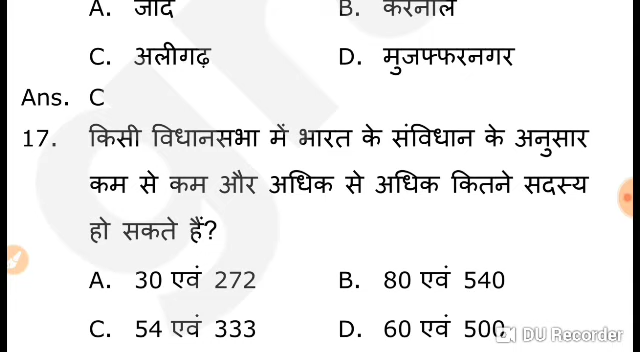 A. जींद B. करनाल
C. अलीगढ़ D. मुजफ्फरनगर
Ans. C
17. किसी विधानसभा में भारत के संविधान के अनुसार
कम से कम और अधिक से अधिक कितने सदस्य
हो सकते हैं?
A. 30 एवं 272 B. 80 एवं 540
C. 54 एवं 333 D. 60 एवं 500
DU Recorder